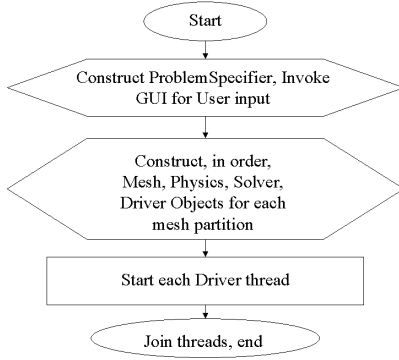 Start
Construct ProblemSpecifier, Invoke
GUI for User input
Construct, in order,
Mesh, Physics, Solver,
Driver Objects for each
mesh partition
Start each Driver thread
Join threads, end